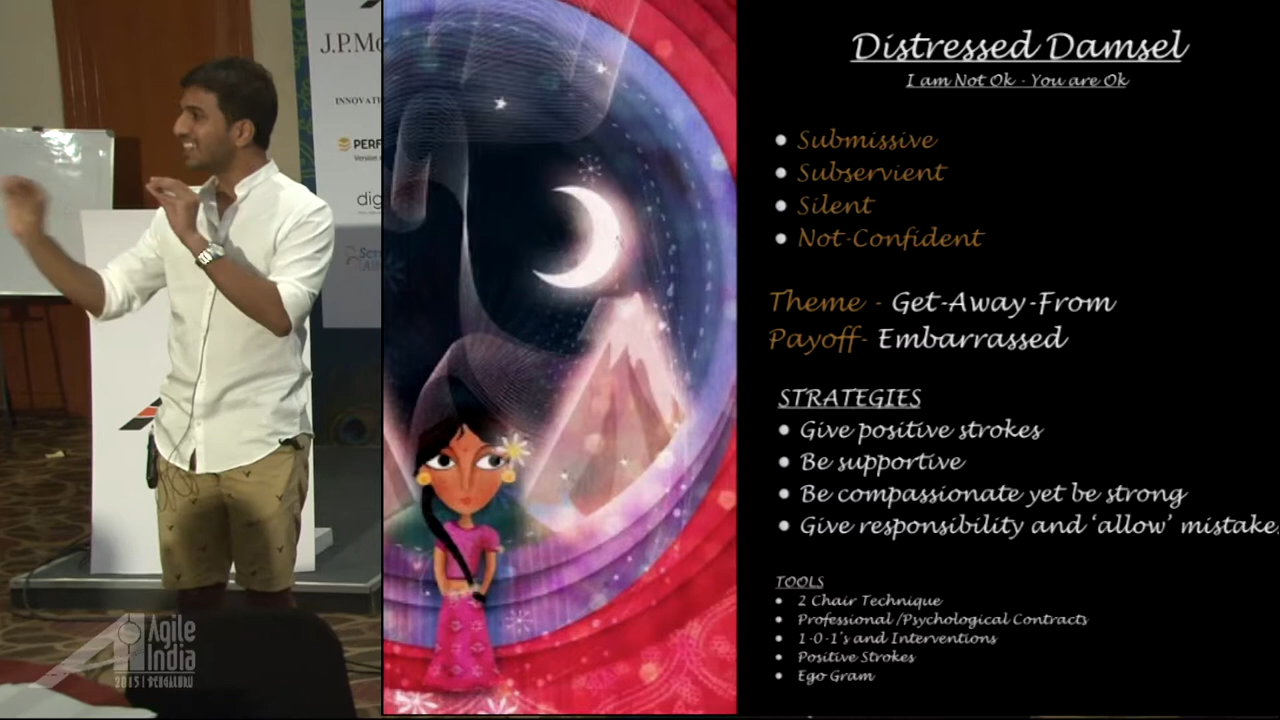 J.P.Mo
INNOVATI
PERF
Version
dig
Agile
India
2015 | BENGALURU
Distressed Damsel
I am Not Ok - You are Ok
Submissive
Subservient
Silent
Not-Confident
Theme - Get-Away-From
Payoff- Embarrassed
STRATEGIES
Give positive strokes
Be supportive
Be compassionate yet be strong
Give responsibility and ‘allow’ mistake
TOOLS
2 Chair Technique
Professional /Psychological Contracts
1-0-1's and Interventions
Positive Strokes
Ego Gram